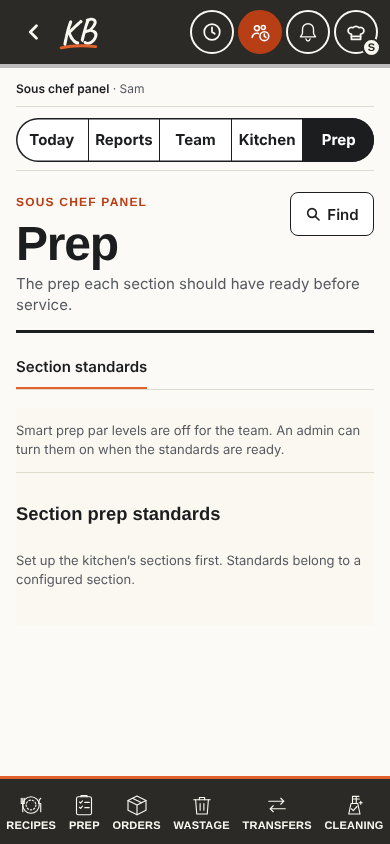 KB
S
Sous chef panel · Sam
Today
Reports
Team
Kitchen
Prep
SOUS CHEF PANEL
Find
Prep
The prep each section should have ready before
service.
Section standards
Smart prep par levels are off for the team. An admin can
turn them on when the standards are ready.
Section prep standards
Set up the kitchen’s sections first. Standards belong to a
configured section.
RECIPES
PREP
ORDERS
WASTAGE
TRANSFERS
CLEANING